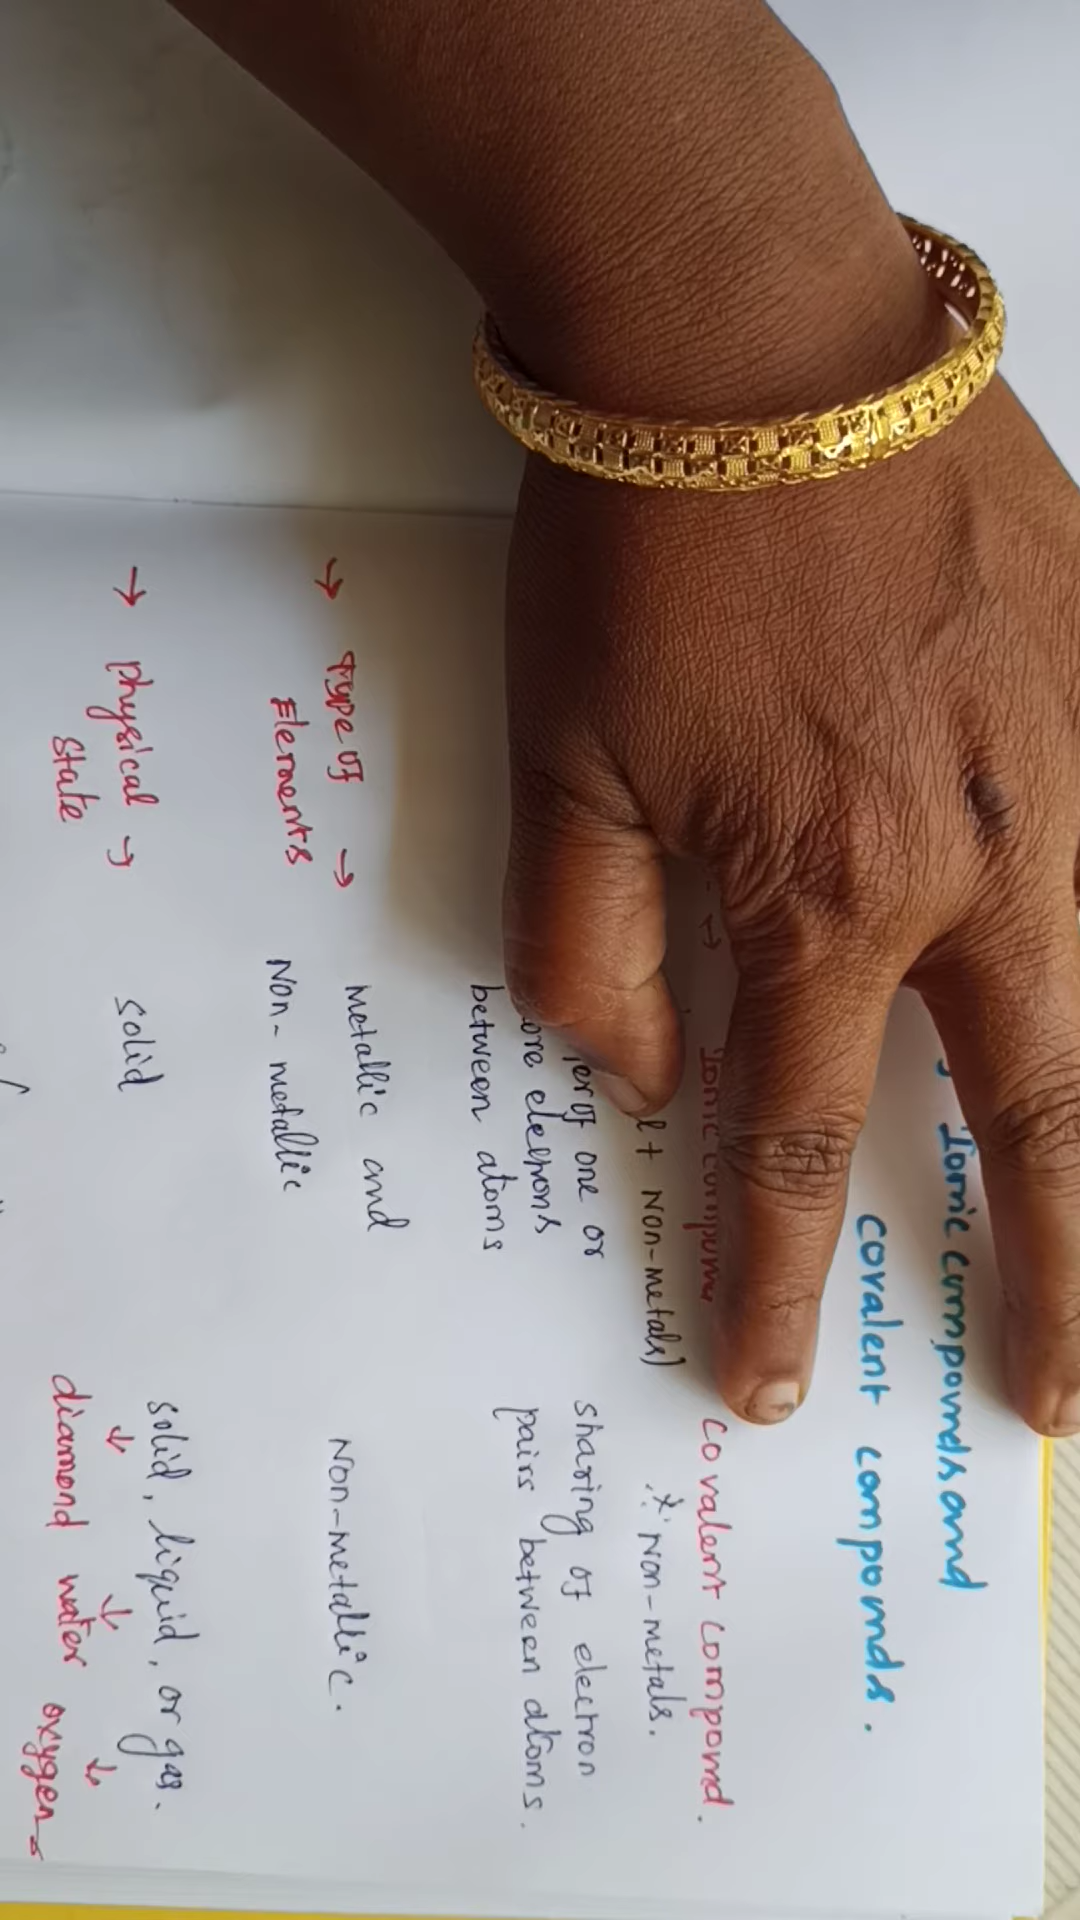 Ionic compounds and
covalent compounds.
→ Ionic compound covalent compound.
+ Non-metals) Non-metals.
one or sharing of electron
ore electrons pairs between atoms.
between atoms
→ Type of → metallic and Non-metallic.
Elements Non-metallic
→ physical → solid solid, liquid, or gas.
state ↓ ↓ ↓
diamond water oxygen